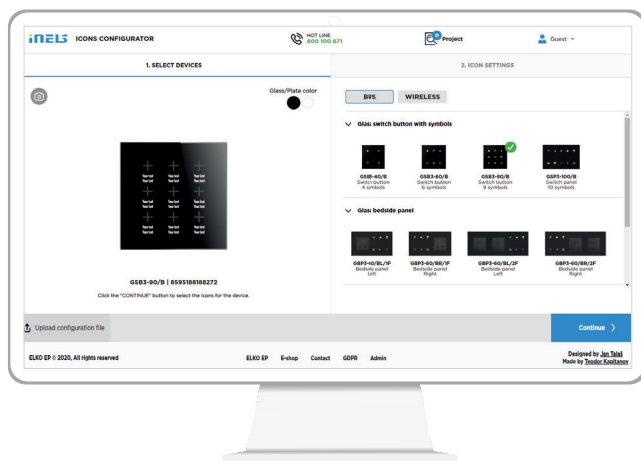 iNELS ICONS CONFIGURATOR
HOT LINE
800 100 671
0
Project
Guest
1. SELECT DEVICES
2. ICON SETTINGS
Glass/Plate color
BUS
WIRELESS
Glass switch button with symbols
GSB1-40/B
Switch button
4 symbols
GSB3-60/B
Switch button
6 symbols
GSB3-90/B
Switch button
9 symbols
GSP3-100/B
Switch panel
10 symbols
Glass bedside panel
Bedside panel
Left
GBP3-60/BR/1F
Bedside panel
Right
GBP3-60/BL/2F
Bedside panel
Left
GBP3-60/BR/2F
Bedside panel
Right
GSB3-90/B | 8595188188272
Click the "CONTINUE" button to select the icons for the device.
Upload configuration file
Continue
ELKO EP © 2020, All rights reserved
ELKO EP
E-shop
Contact
GDPR
Admin
Designed by Jan Talaš
Made by Teodor Kapitanov